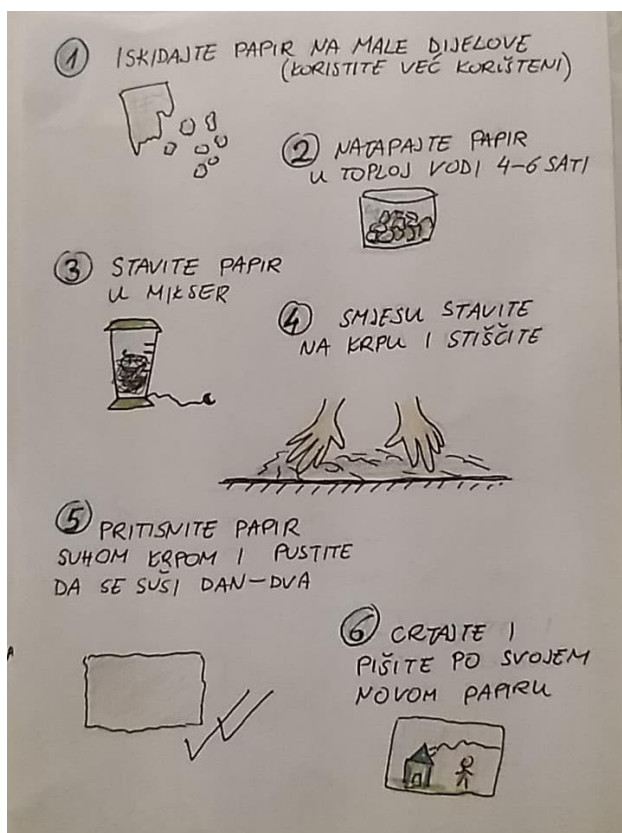 1 ISKIDAJTE PAPIR NA MALE DIJELOVE
(KORISTITE VEĆ KORIŠTENI)
2 NATAPAJTE PAPIR
U TOPLOJ VODI 4-6 SATI
3 STAVITE PAPIR
U MIKSER
4 SMJESU STAVITE
NA KRPU I STIŠČITE
5 PRITISNITE PAPIR
SUHOM KRPOM I PUSTITE
DA SE SUŠI DAN-DVA
6 CRTAJTE I
PIŠITE PO SVOJEM
NOVOM PAPIRU